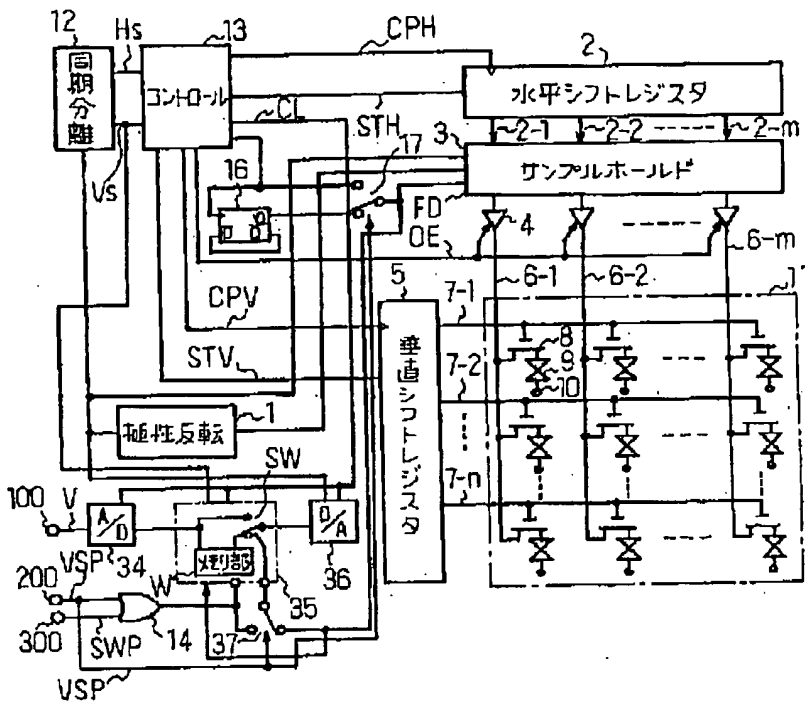 12
Hs
13
CPH
2
同期分離
コントロール
水平シフトレジスタ
CL
STH
3
2-1
2-2
2-m
17
サンプルホールド
Vs
16
D
Q
FD
OE
4
6-m
5
6-1
6-2
11
CPV
7-1
垂直シフトレジスタ
8
9
STV
7-2
10
1
極性反転
SW
7-n
100
V
A/D
D/A
34
メモリ部
36
VSP
W
35
200
300
SWP
14
37
VSP